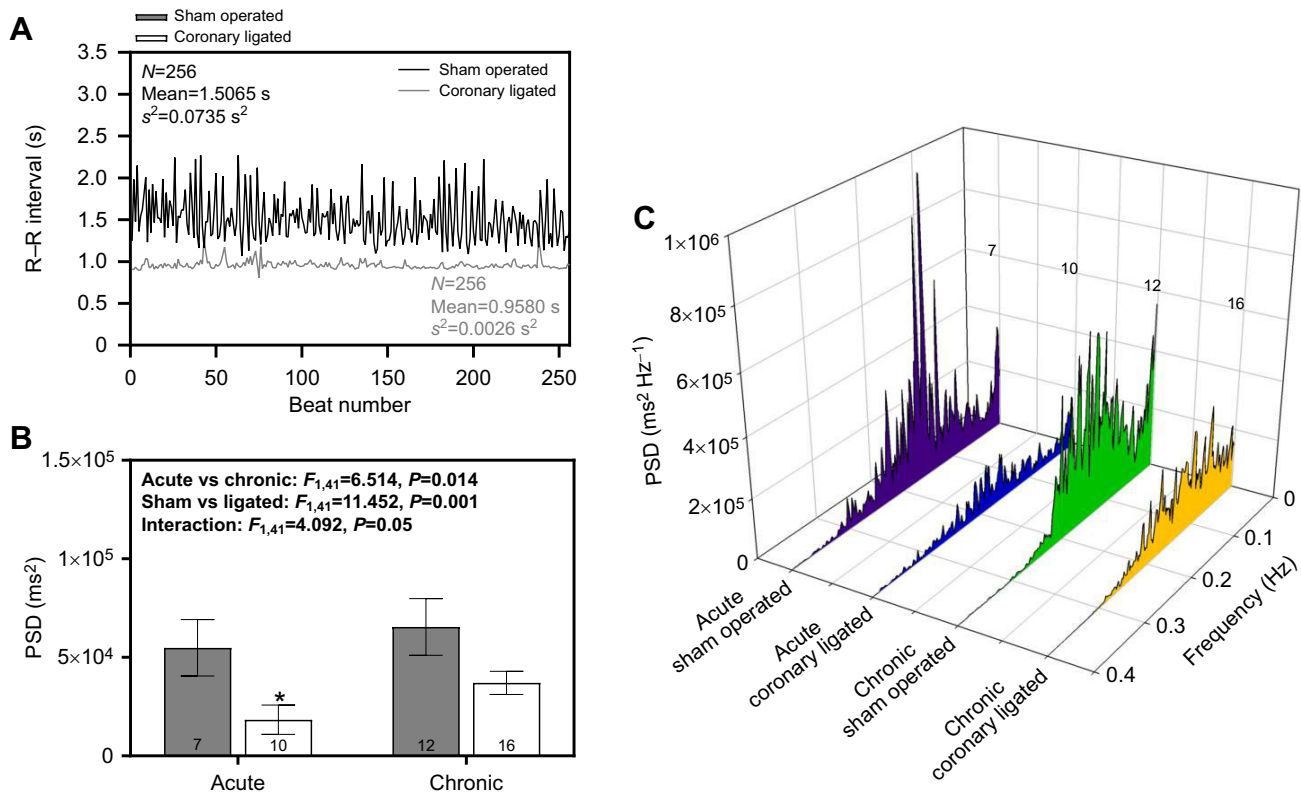 A
Sham operated
Coronary ligated
3.5
3.0
2.5
2.0
1.5
1.0
0.5
0
R–R interval (s)
N=256
Mean=1.5065 s
s²=0.0735 s²
Sham operated
Coronary ligated
N=256
Mean=0.9580 s
s²=0.0026 s²
0 50 100 150 200 250
Beat number
B
1.5×10⁵
1×10⁵
5×10⁴
0
PSD (ms²)
Acute vs chronic: F1,41=6.514, P=0.014
Sham vs ligated: F1,41=11.452, P=0.001
Interaction: F1,41=4.092, P=0.05
*
7 10 12 16
Acute Chronic
C
1×10⁶
8×10⁵
6×10⁵
4×10⁵
2×10⁵
0
PSD (ms² Hz⁻¹)
7
10
12
16
Acute
sham operated
Acute
coronary ligated
Chronic
sham operated
Chronic
coronary ligated
0
0.1
0.2
0.3
0.4
Frequency (Hz)